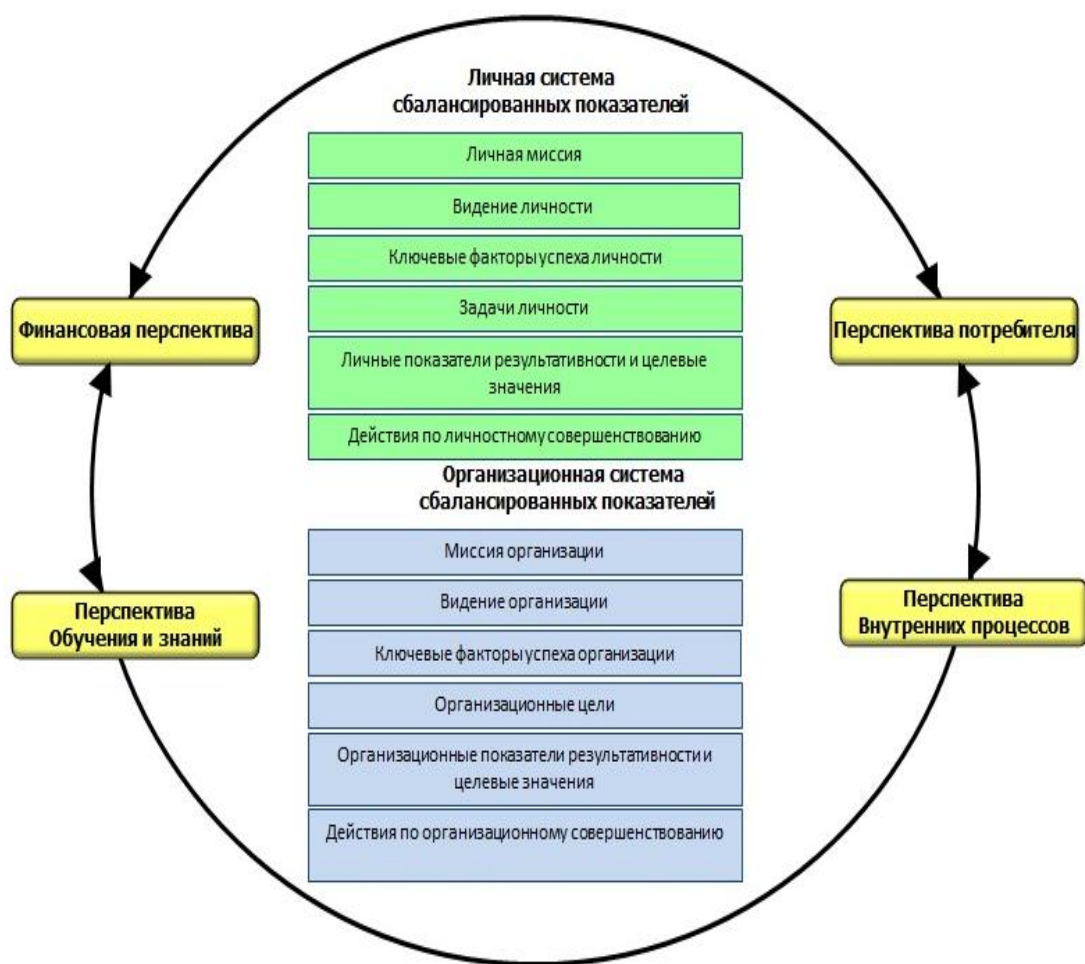 Личная система
сбалансированных показателей
Личная миссия
Видение личности
Ключевые факторы успеха личности
Задачи личности
Личные показатели результативности и целевые
значения
Действия по личностному совершенствованию
Финансовая перспектива
Перспектива потребителя
Организационная система
сбалансированных показателей
Миссия организации
Видение организации
Ключевые факторы успеха организации
Организационные цели
Организационные показатели результативности и
целевые значения
Действия по организационному совершенствованию
Перспектива
Обучения и знаний
Перспектива
Внутренних процессов